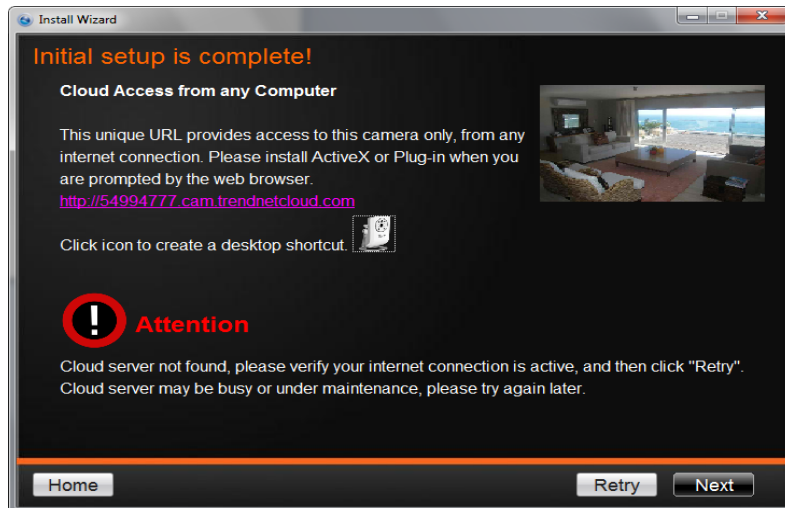 Install Wizard
Initial setup is complete!
Cloud Access from any Computer
This unique URL provides access to this camera only, from any
internet connection. Please install ActiveX or Plug-in when you
are prompted by the web browser.
http://54994777.cam.trendnetcloud.com
Click icon to create a desktop shortcut.
Attention
Cloud server not found, please verify your internet connection is active, and then click "Retry".
Cloud server may be busy or under maintenance, please try again later.
Home
Retry
Next